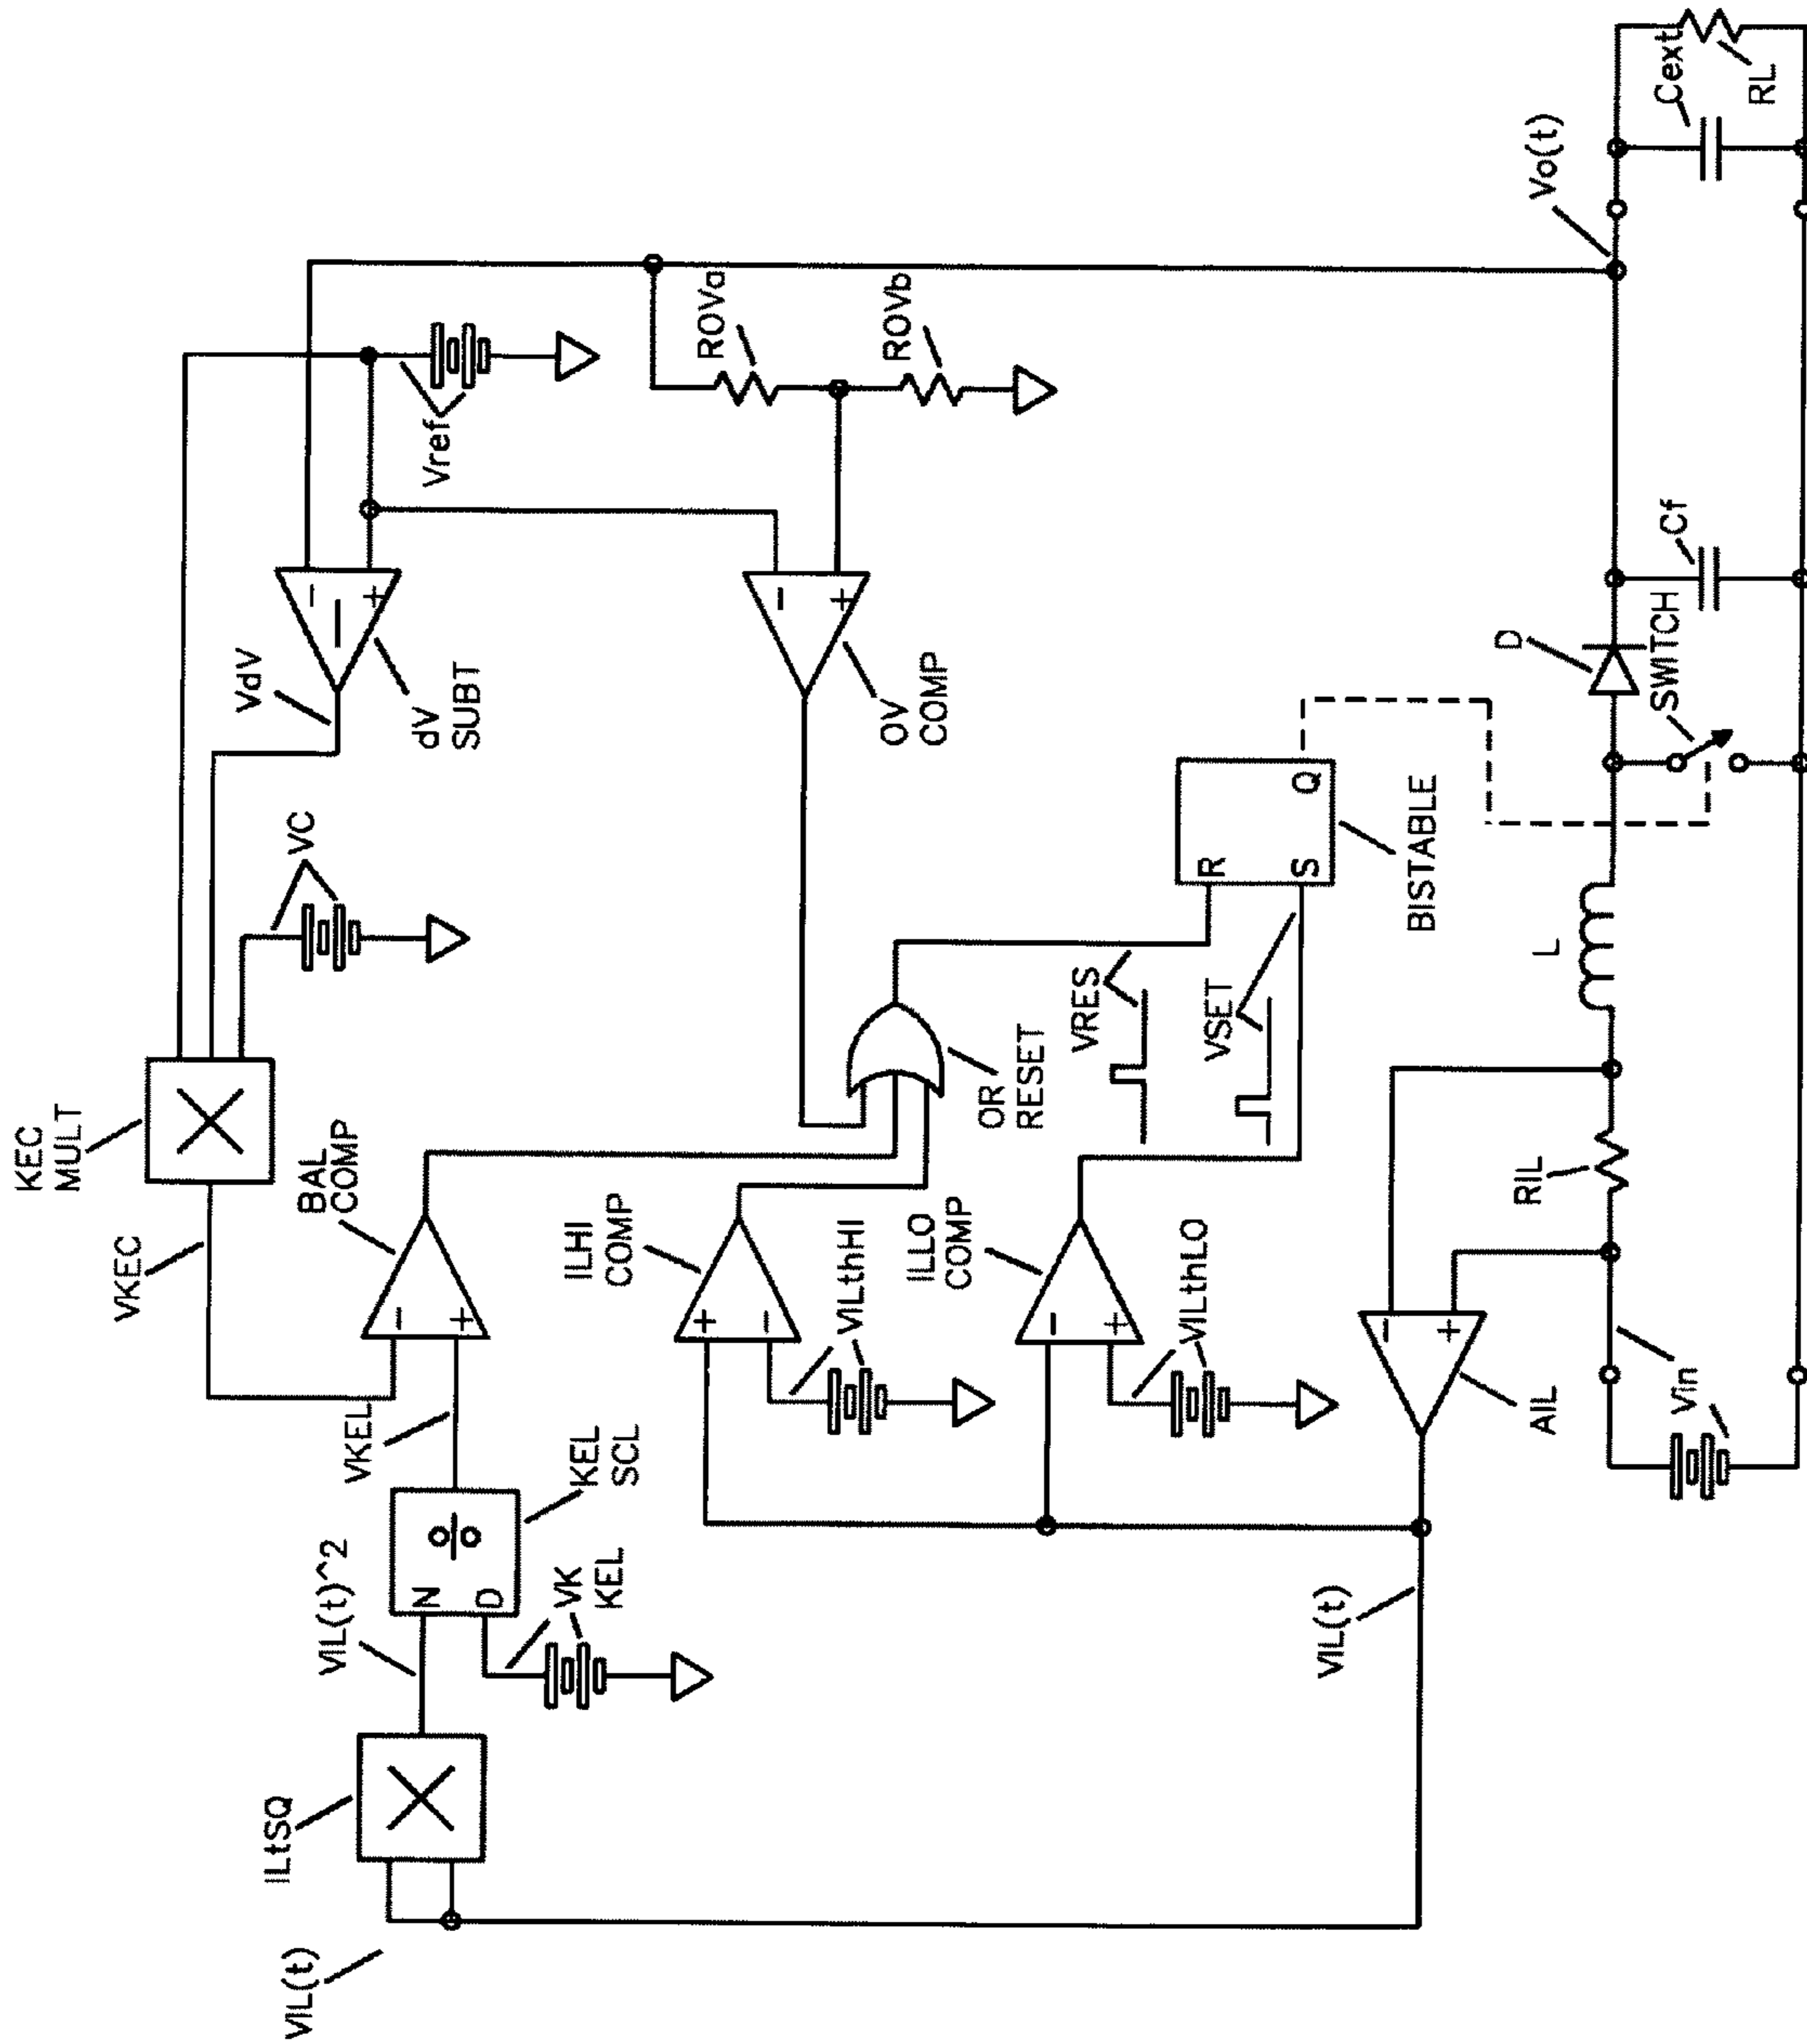 KEC
MULT
VKEC
VC
VdV
dV
SUBT
-
+
Vref
BAL
COMP
-
+
VKEL
KEL
SCL
N
D
VIL(t)^2
VK
KEL
ILtSQ
VIL(t)
ILHI
COMP
+
-
VILthHI
ILLO
COMP
-
+
VILthLO
OV
COMP
-
+
ROVa
ROVb
OR
RESET
VRES
VSET
R
S
Q
BISTABLE
VIL(t)
AIL
-
+
Vin
RIL
L
D
SWITCH
Cf
Vo(t)
Cext
RL